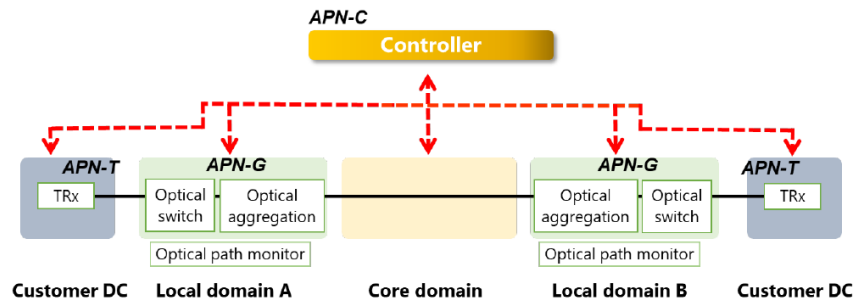 APN-C
Controller
APN-T
APN-G
APN-G
APN-T
TRx
Optical
switch
Optical
aggregation
Optical
aggregation
Optical
switch
TRx
Optical path monitor
Optical path monitor
Customer DC
Local domain A
Core domain
Local domain B
Customer DC